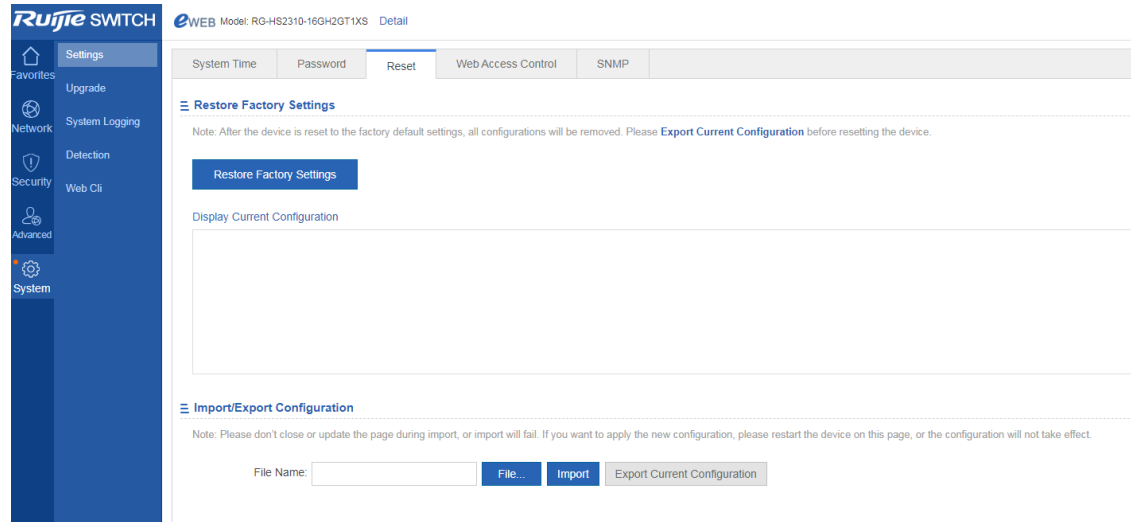 Ruijie SWITCH
eWEB Model: RG-HS2310-16GH2GT1XS Detail
Favorites
Network
Security
Advanced
System
Settings
Upgrade
System Logging
Detection
Web Cli
System Time Password Reset Web Access Control SNMP
Restore Factory Settings
Note: After the device is reset to the factory default settings, all configurations will be removed. Please Export Current Configuration before resetting the device.
Restore Factory Settings
Display Current Configuration
Import/Export Configuration
Note: Please don't close or update the page during import, or import will fail. If you want to apply the new configuration, please restart the device on this page, or the configuration will not take effect.
File Name: File... Import Export Current Configuration